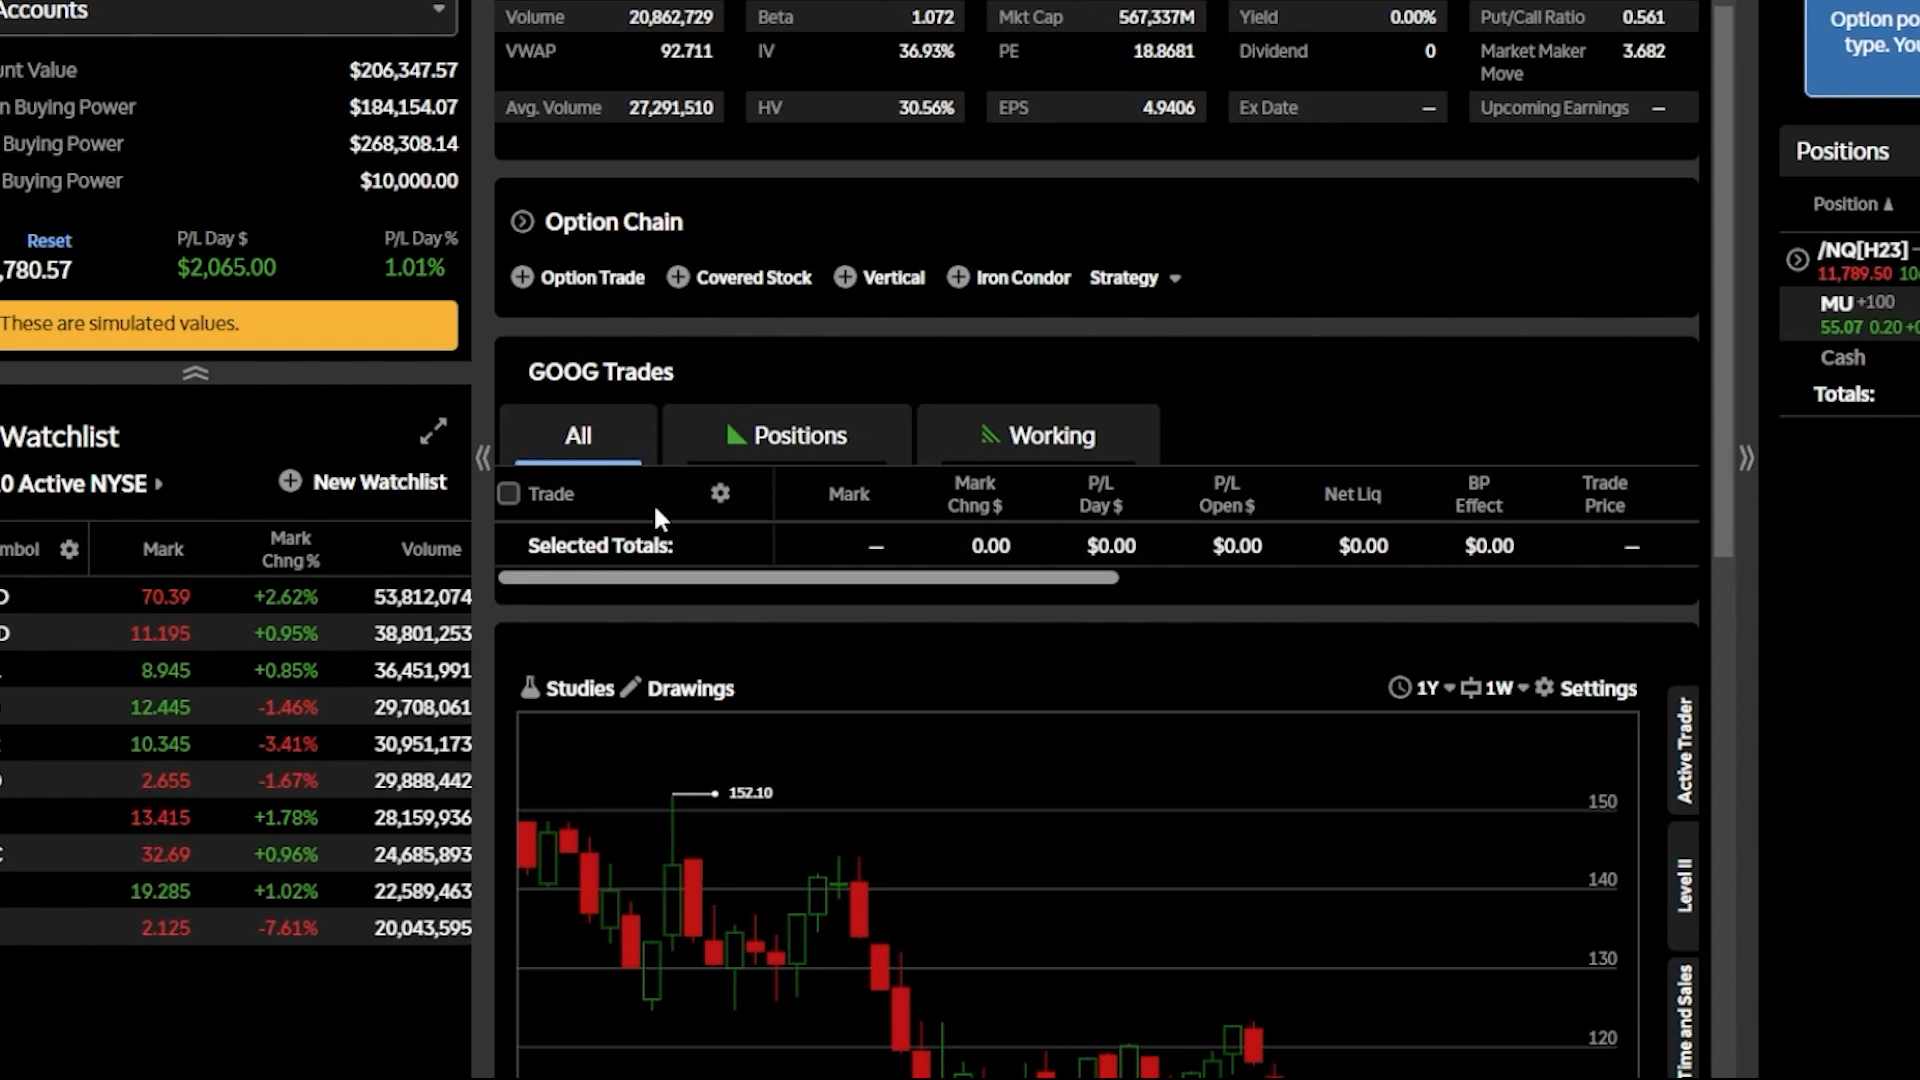 Accounts
unt Value $206,347.57
n Buying Power $184,154.07
Buying Power $268,308.14
Buying Power $10,000.00
Reset P/L Day $ P/L Day %
,780.57 $2,065.00 1.01%
These are simulated values.
Watchlist
0 Active NYSE New Watchlist
mbol Mark Mark Chng % Volume
70.39 +2.62% 53,812,074
11.195 +0.95% 38,801,253
8.945 +0.85% 36,451,991
12.445 -1.46% 29,708,061
10.345 -3.41% 30,951,173
2.655 -1.67% 29,888,442
13.415 +1.78% 28,159,936
32.69 +0.96% 24,685,893
19.285 +1.02% 22,589,463
2.125 -7.61% 20,043,595
Volume 20,862,729 Beta 1.072 Mkt Cap 567,337M Yield 0.00% Put/Call Ratio 0.561
VWAP 92.711 IV 36.93% PE 18.8681 Dividend 0 Market Maker Move 3.682
Avg. Volume 27,291,510 HV 30.56% EPS 4.9406 Ex Date — Upcoming Earnings —
Option Chain
Option Trade Covered Stock Vertical Iron Condor Strategy
GOOG Trades
All Positions Working
Trade Mark Mark Chng $ P/L Day $ P/L Open $ Net Liq BP Effect Trade Price
Selected Totals: — 0.00 $0.00 $0.00 $0.00 $0.00 —
Studies Drawings 1Y 1W Settings
152.10
150
140
130
120
Active Trader
Level II
Time and Sales
Option po
type. You
Positions
Position
/NQ[H23]
11,789.50 10
MU +100
55.07 0.20 +0
Cash
Totals: